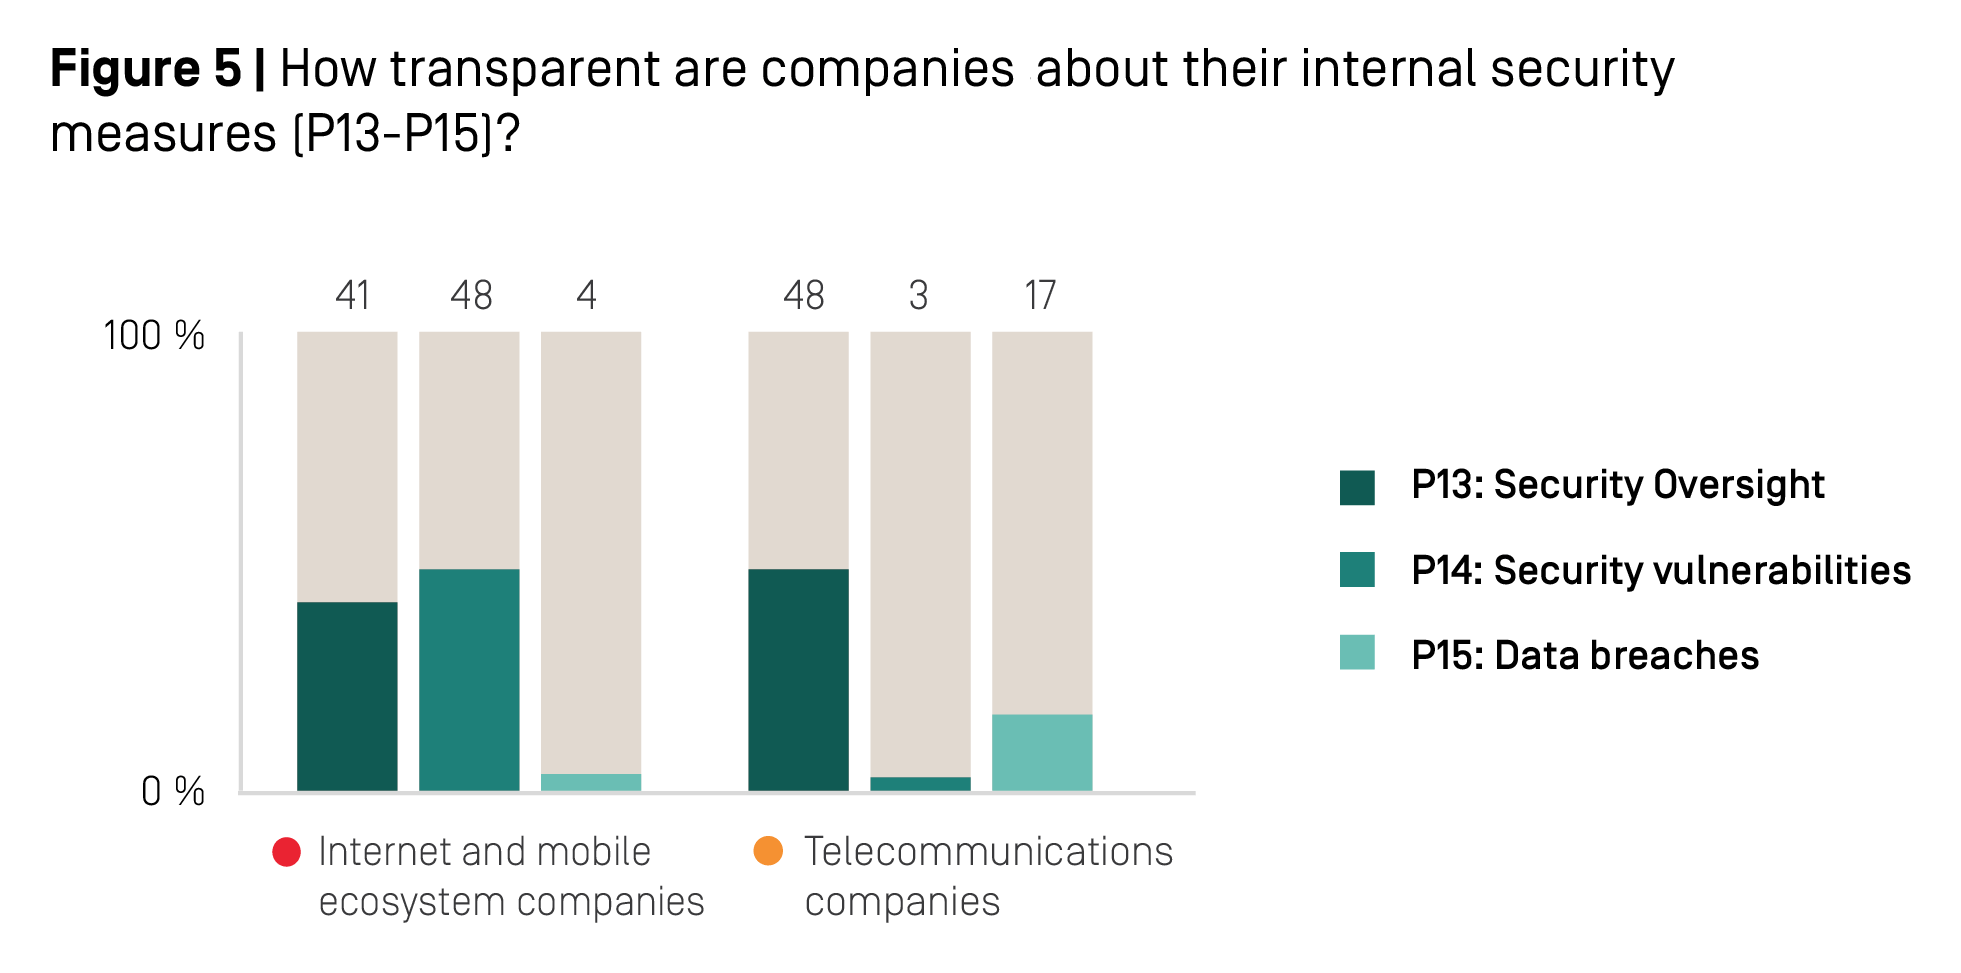 Figure 5 | How transparent are companies about their internal security
measures (P13-P15)?
41 48 4 48 3 17
100 %
0 %
P13: Security Oversight
P14: Security vulnerabilities
P15: Data breaches
Internet and mobile
ecosystem companies
Telecommunications
companies